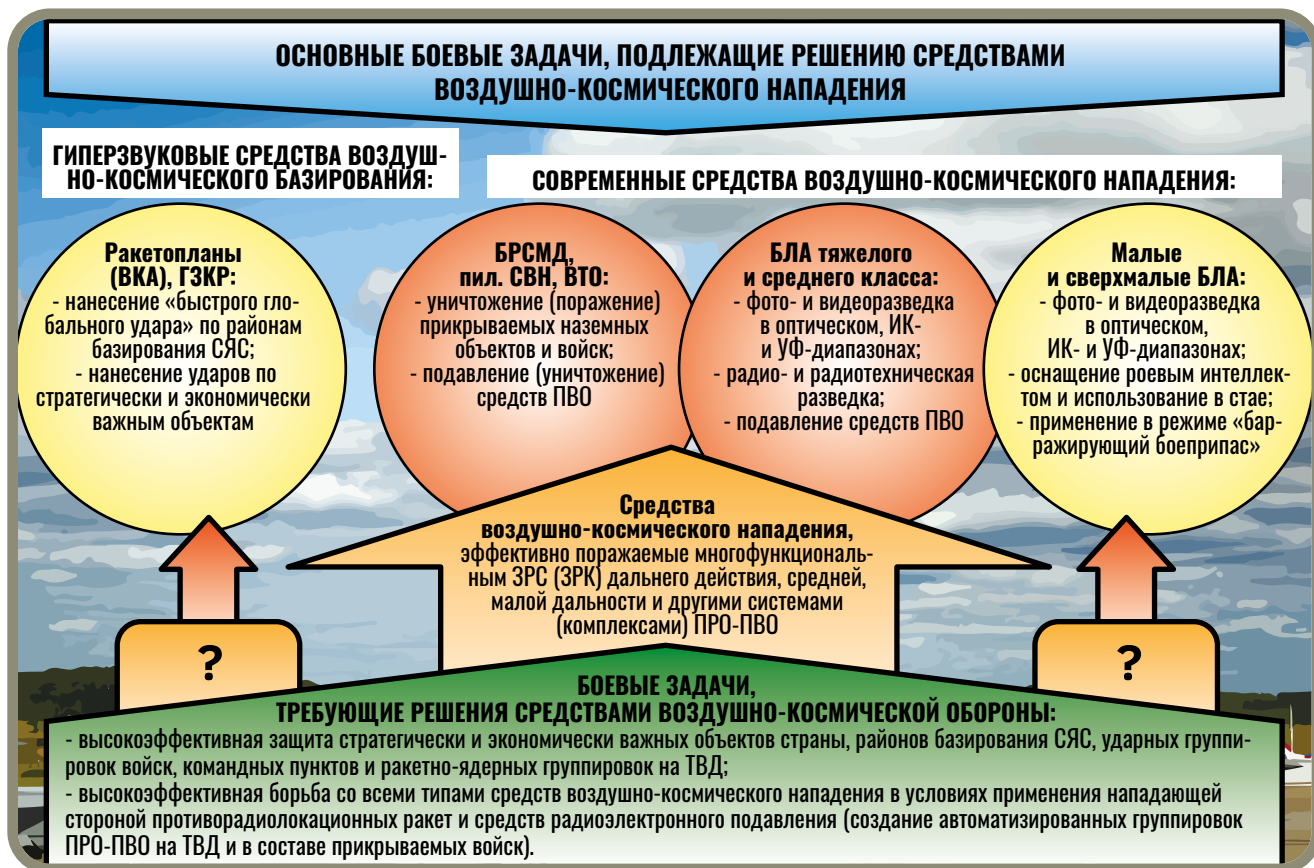 ОСНОВНЫЕ БОЕВЫЕ ЗАДАЧИ, ПОДЛЕЖАЩИЕ РЕШЕНИЮ СРЕДСТВАМИ
ВОЗДУШНО-КОСМИЧЕСКОГО НАПАДЕНИЯ
ГИПЕРЗВУКОВЫЕ СРЕДСТВА ВОЗДУШ-
НО-КОСМИЧЕСКОГО БАЗИРОВАНИЯ:
СОВРЕМЕННЫЕ СРЕДСТВА ВОЗДУШНО-КОСМИЧЕСКОГО НАПАДЕНИЯ:
Ракетопланы
(ВКА), ГЗКР:
- нанесение «быстрого гло-
бального удара» по районам
базирования СЯС;
- нанесение ударов по
стратегически и экономически
важным объектам
БРСМД,
пил. СВН, ВТО:
- уничтожение (поражение)
прикрываемых наземных
объектов и войск;
- подавление (уничтожение)
средств ПВО
БЛА тяжелого
и среднего класса:
- фото- и видеоразведка
в оптическом, ИК-
и УФ-диапазонах;
- радио- и радиотехническая
разведка;
- подавление средств ПВО
Малые
и сверхмалые БЛА:
- фото- и видеоразведка
в оптическом,
ИК- и УФ-диапазонах;
- оснащение роевым интеллек-
том и использование в стае;
- применение в режиме «бар-
ражирующий боеприпас»
Средства
воздушно-космического нападения,
эффективно поражаемые многофункциональ-
ным ЗРС (ЗРК) дальнего действия, средней,
малой дальности и другими системами
(комплексами) ПРО-ПВО
?
?
БОЕВЫЕ ЗАДАЧИ,
ТРЕБУЮЩИЕ РЕШЕНИЯ СРЕДСТВАМИ ВОЗДУШНО-КОСМИЧЕСКОЙ ОБОРОНЫ:
- высокоэффективная защита стратегически и экономически важных объектов страны, районов базирования СЯС, ударных группи-
ровок войск, командных пунктов и ракетно-ядерных группировок на ТВД;
- высокоэффективная борьба со всеми типами средств воздушно-космического нападения в условиях применения нападающей
стороной противорадиолокационных ракет и средств радиоэлектронного подавления (создание автоматизированных группировок
ПРО-ПВО на ТВД и в составе прикрываемых войск).